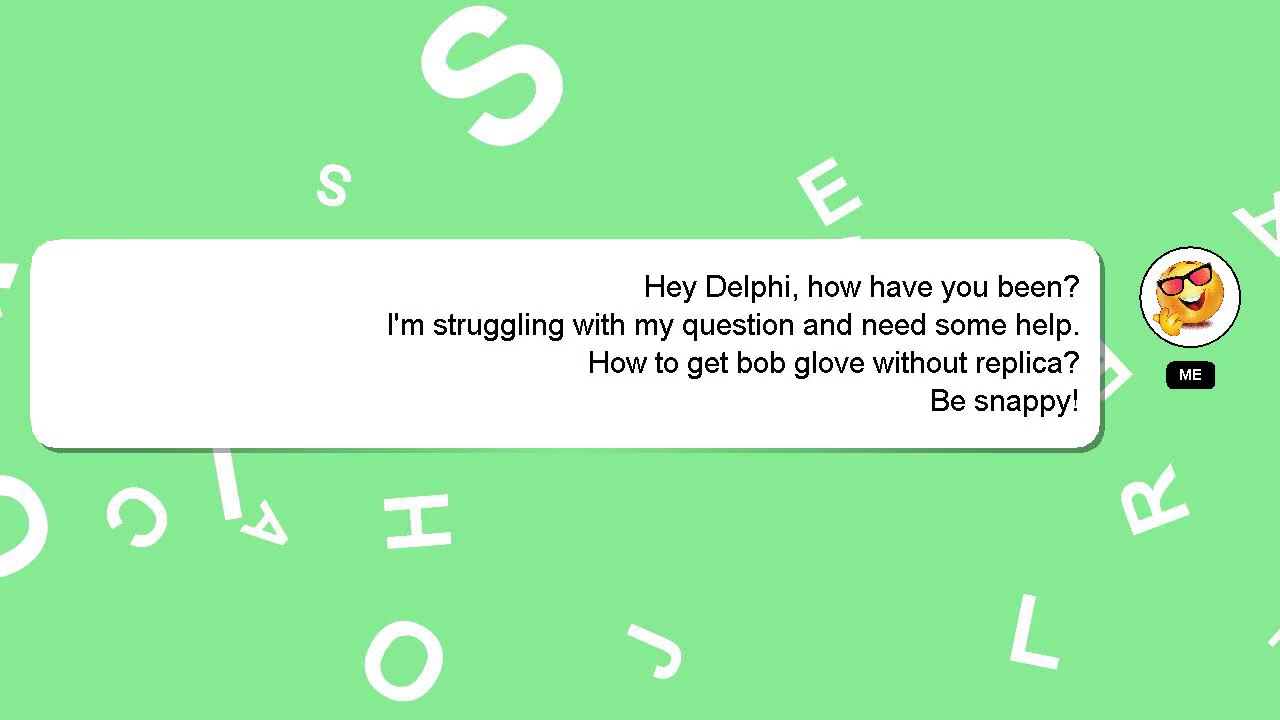 S
S
E
A
Hey Delphi, how have you been?
I'm struggling with my question and need some help.
How to get bob glove without replica?
Be snappy!
ME
C
A
H
R
O
J
L